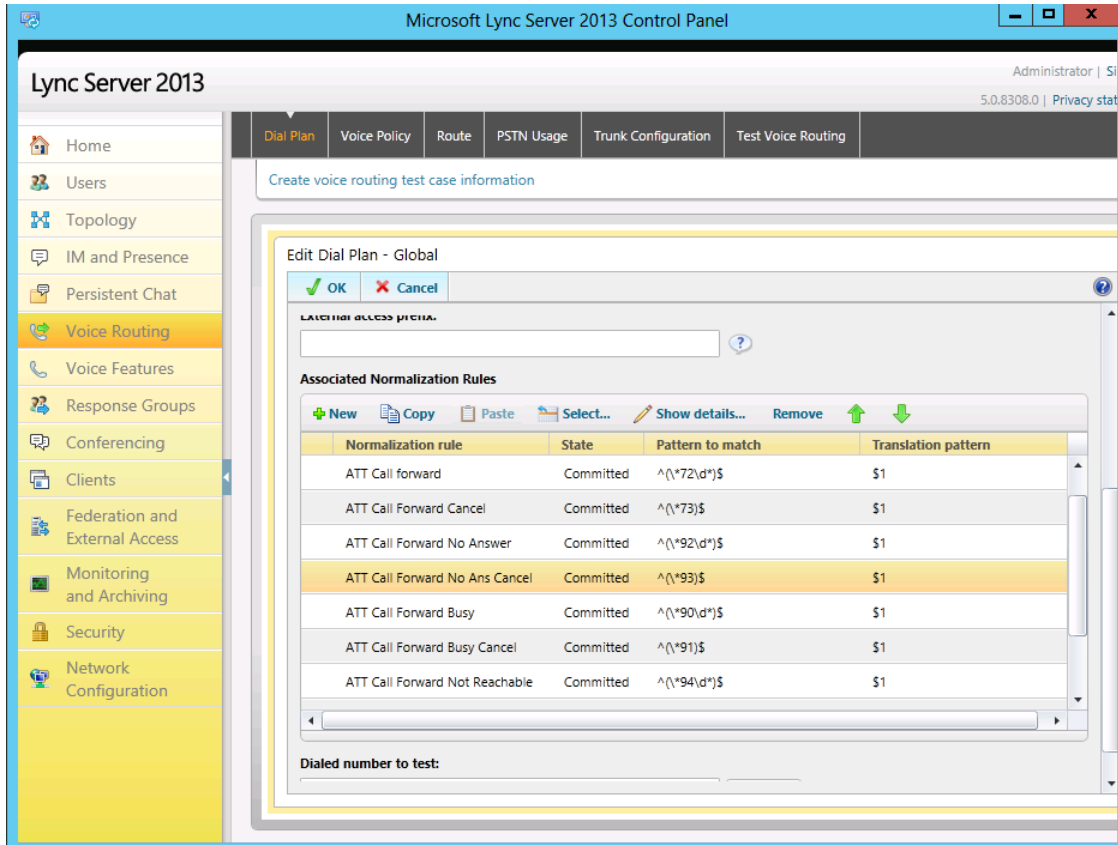 Microsoft Lync Server 2013 Control Panel
Lync Server 2013
Administrator | Si
5.0.8308.0 | Privacy stat
Home
Users
Topology
IM and Presence
Persistent Chat
Voice Routing
Voice Features
Response Groups
Conferencing
Clients
Federation and
External Access
Monitoring
and Archiving
Security
Network
Configuration
Dial Plan Voice Policy Route PSTN Usage Trunk Configuration Test Voice Routing
Create voice routing test case information
Edit Dial Plan - Global
OK Cancel
External access prefix:
Associated Normalization Rules
New Copy Paste Select... Show details... Remove
Normalization rule State Pattern to match Translation pattern
ATT Call forward Committed ^(\*72\d*)$ $1
ATT Call Forward Cancel Committed ^(\*73)$ $1
ATT Call Forward No Answer Committed ^(\*92\d*)$ $1
ATT Call Forward No Ans Cancel Committed ^(\*93)$ $1
ATT Call Forward Busy Committed ^(\*90\d*)$ $1
ATT Call Forward Busy Cancel Committed ^(\*91)$ $1
ATT Call Forward Not Reachable Committed ^(\*94\d*)$ $1
Dialed number to test: